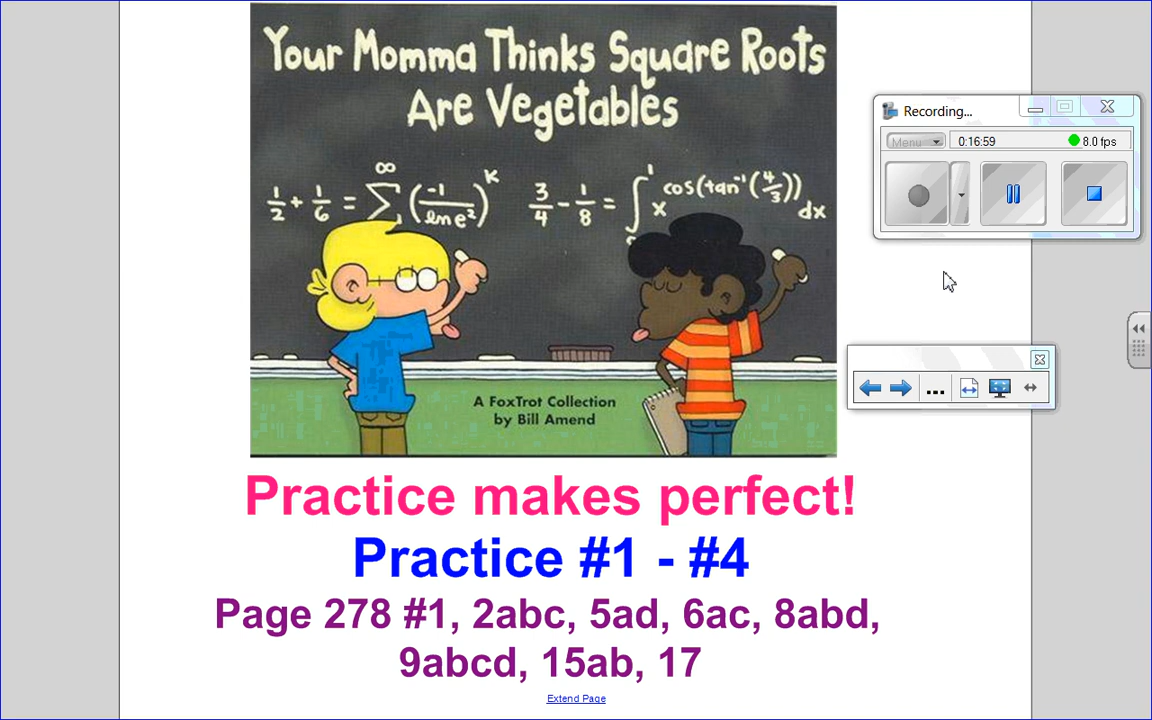 Your Momma Thinks Square Roots
Are Vegetables
1/2 + 1/6 = ∞ Σ 1 (-1/ln e²)^k 3/4 - 1/8 = ∫ 1 x cos(tan⁻¹(4/3)) dx
A FoxTrot Collection
by Bill Amend
Recording...
Menu 0:16:59 8.0 fps
...
Practice makes perfect!
Practice #1 - #4
Page 278 #1, 2abc, 5ad, 6ac, 8abd,
9abcd, 15ab, 17
Extend Page